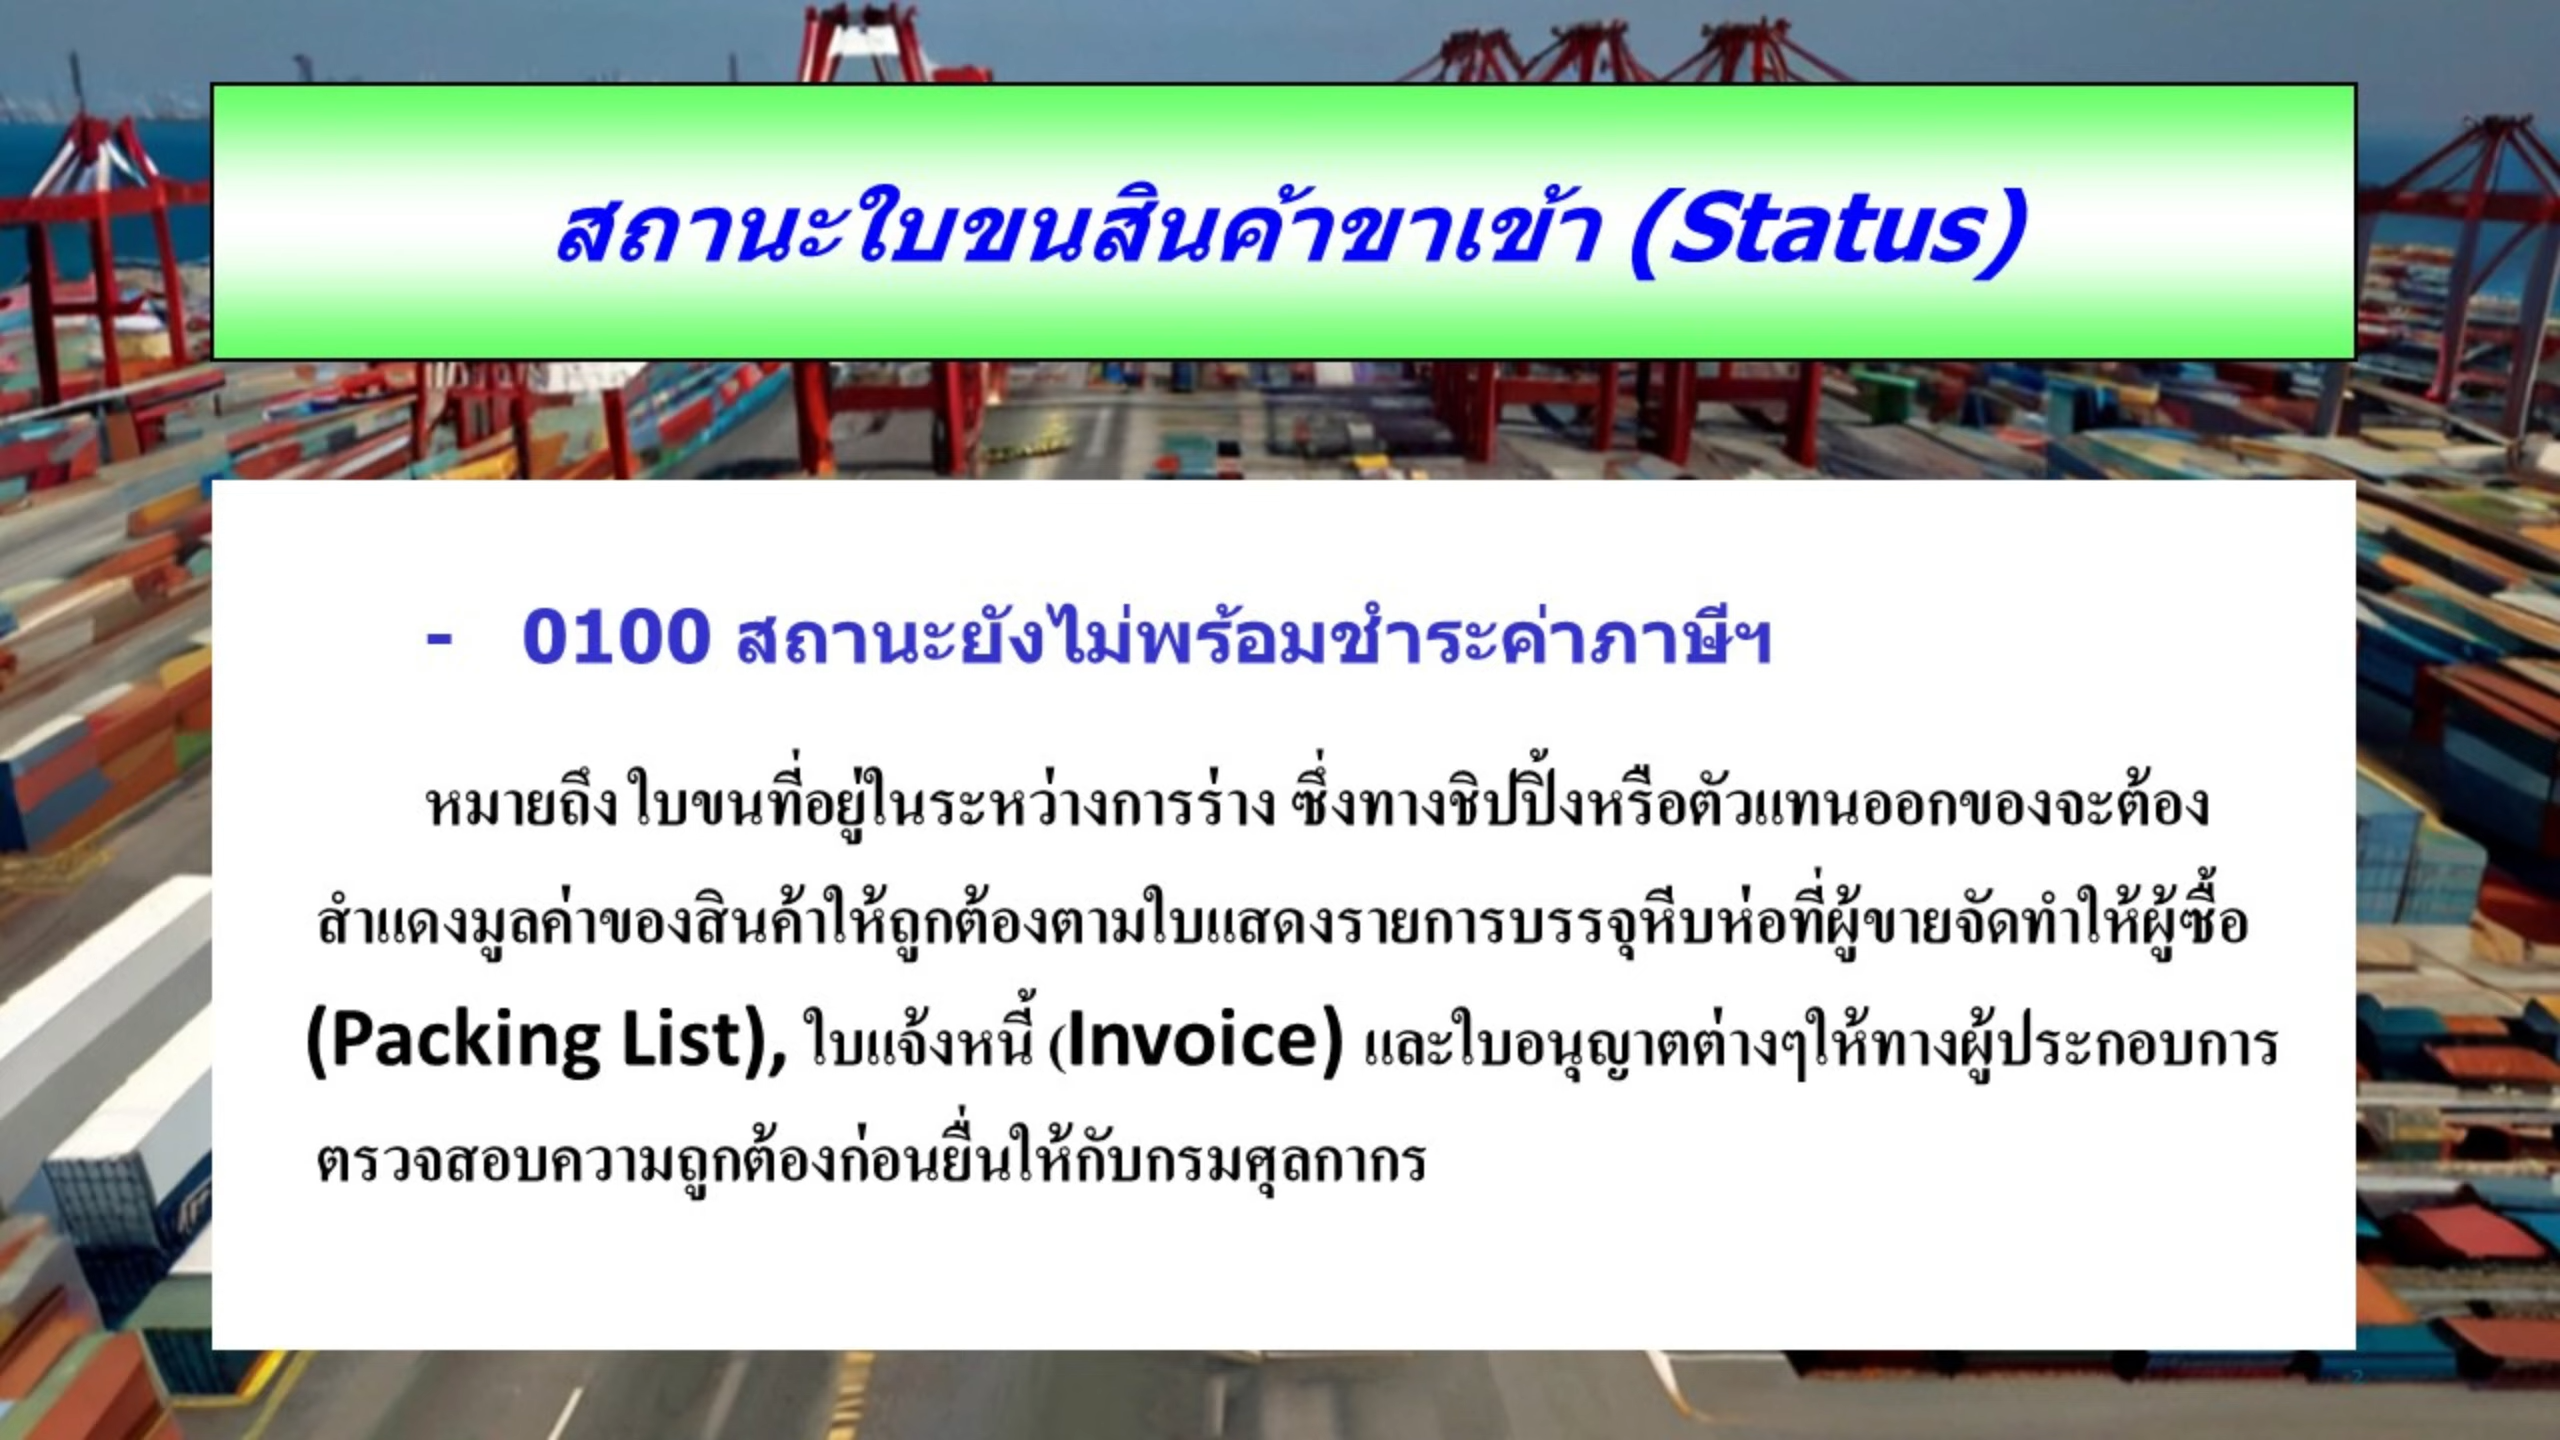 สถานะใบขนสินค้าขาเข้า (Status)
- 0100 สถานะยังไม่พร้อมชำระค่าภาษีฯ
หมายถึง ใบขนที่อยู่ในระหว่างการร่าง ซึ่งทางชิปปิ้งหรือตัวแทนออกของจะต้อง
สำแดงมูลค่าของสินค้าให้ถูกต้องตามใบแสดงรายการบรรจุหีบห่อที่ผู้ขายจัดทำให้ผู้ซื้อ
(Packing List), ใบแจ้งหนี้ (Invoice) และใบอนุญาตต่างๆให้ทางผู้ประกอบการ
ตรวจสอบความถูกต้องก่อนยื่นให้กับกรมศุลกากร
2